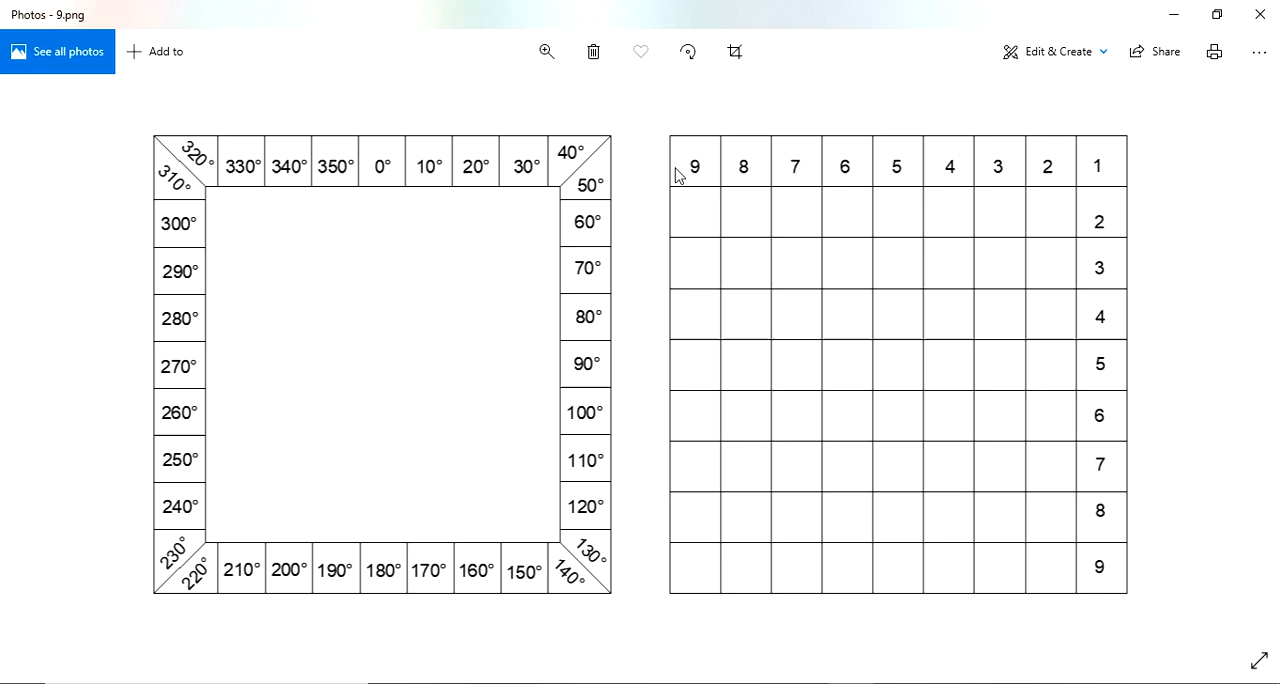 Photos - 9.png
See all photos
Add to
Edit & Create
Share
320° 330° 340° 350° 0° 10° 20° 30° 40°
310° 50°
300° 60°
290° 70°
280° 80°
270° 90°
260° 100°
250° 110°
240° 120°
230° 130°
220° 210° 200° 190° 180° 170° 160° 150° 140°
9 8 7 6 5 4 3 2 1
2
3
4
5
6
7
8
9